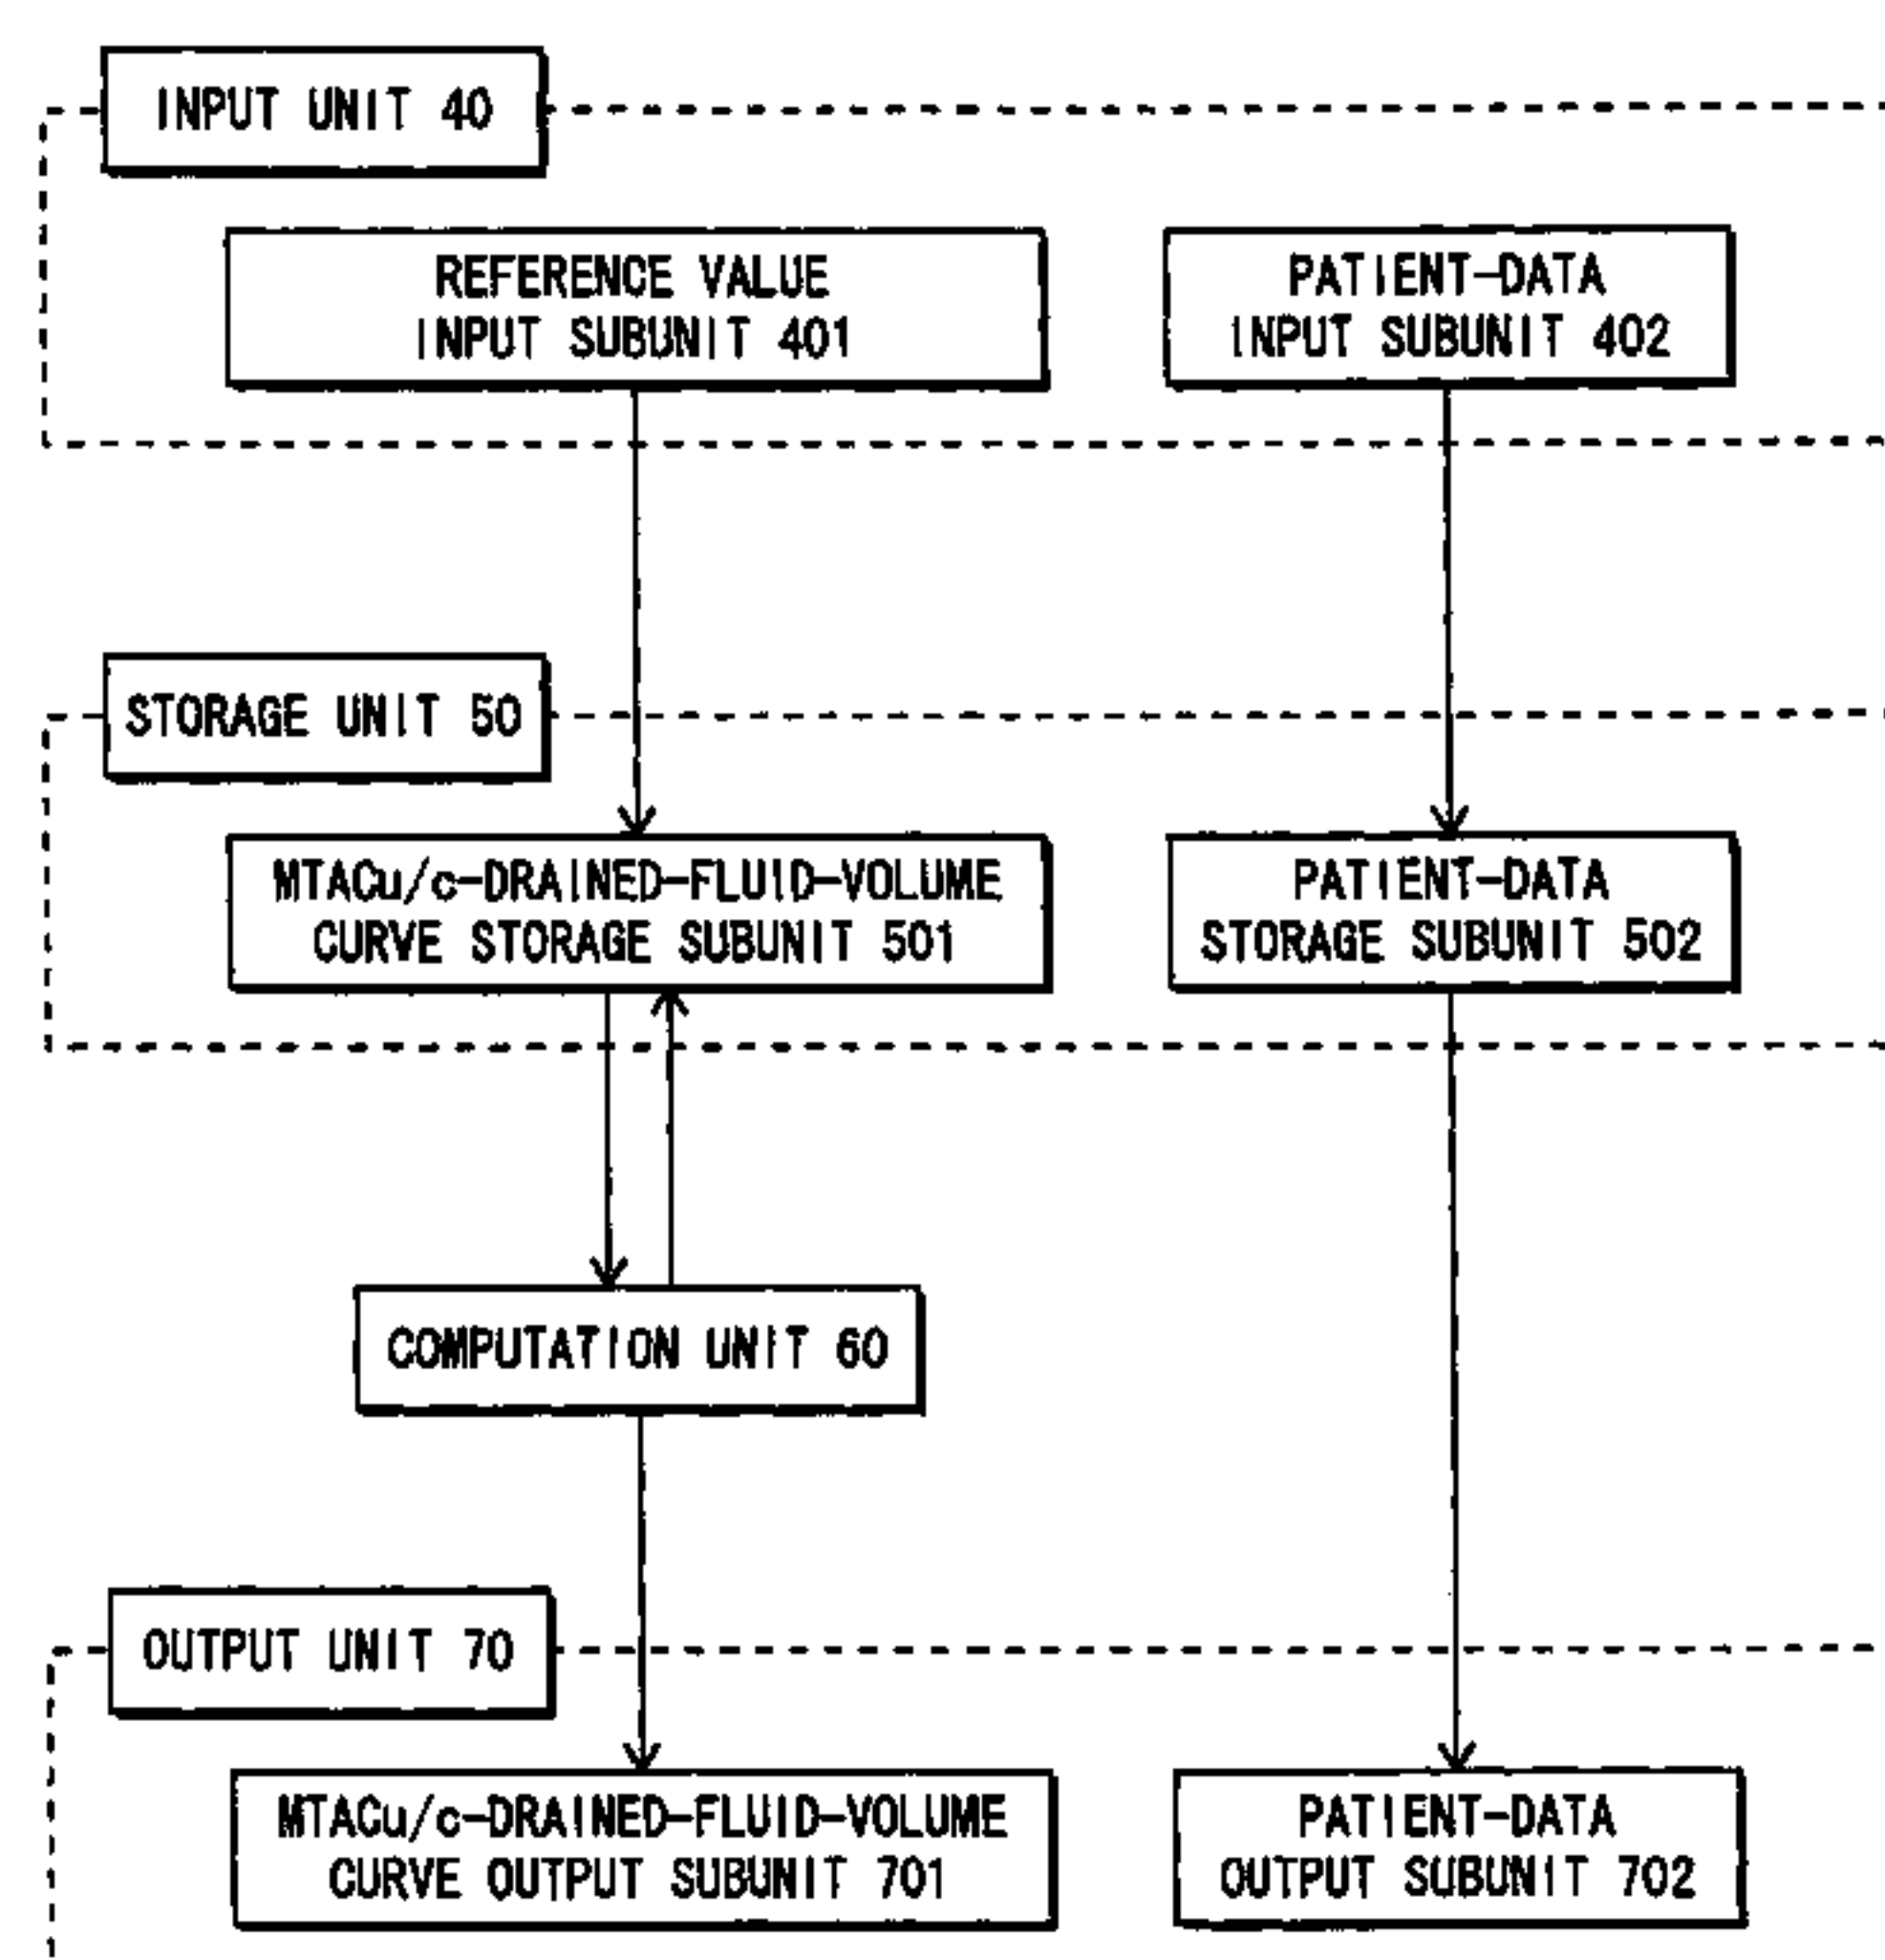 INPUT UNIT 40
REFERENCE VALUE
INPUT SUBUNIT 401
PATIENT-DATA
INPUT SUBUNIT 402
STORAGE UNIT 50
MTACu/c-DRAINED-FLUID-VOLUME
CURVE STORAGE SUBUNIT 501
PATIENT-DATA
STORAGE SUBUNIT 502
COMPUTATION UNIT 60
OUTPUT UNIT 70
MTACu/c-DRAINED-FLUID-VOLUME
CURVE OUTPUT SUBUNIT 701
PATIENT-DATA
OUTPUT SUBUNIT 702